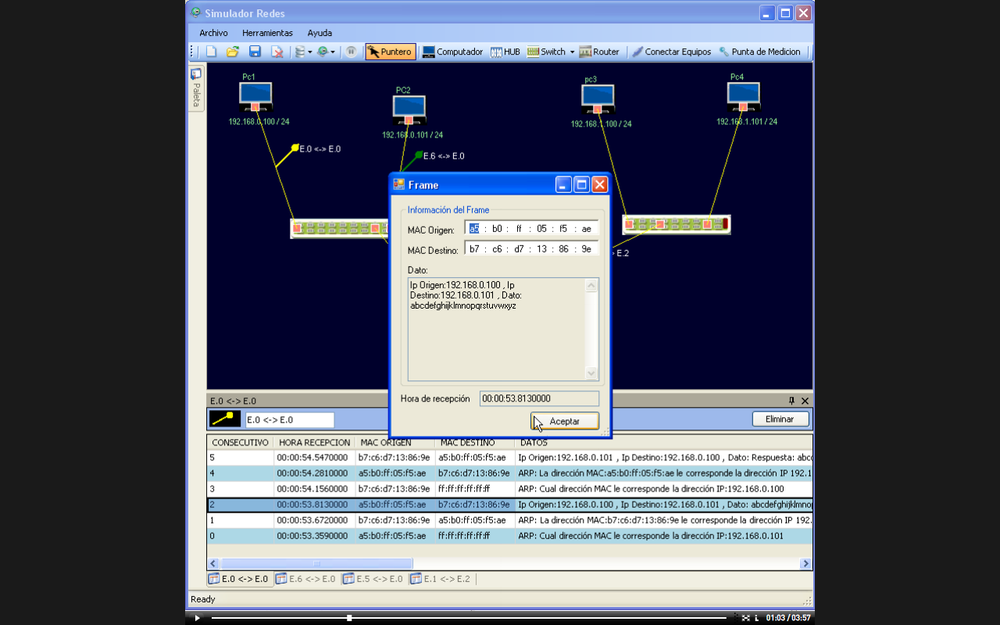 Simulador Redes
Archivo Herramientas Ayuda
Puntero Computador HUB Switch Router Conectar Equipos Punta de Medicion
Paleta
Pc1 PC2 pc3 Pc4
192.168.0.100 / 24 192.168.0.101 / 24 192.168.1.100 / 24 192.168.1.101 / 24
E.0 <-> E.0 E.6 <-> E.0
Frame
Información del Frame
MAC Origen: a5 : b0 : ff : 05 : f5 : ae
MAC Destino: b7 : c6 : d7 : 13 : 86 : 9e
> E.2
Dato:
Ip Origen:192.168.0.100 , Ip
Destino:192.168.0.101 , Dato:
abcdefghijklmnopqrstuvwxyz
Hora de recepción 00:00:53.8130000
Aceptar
E.0 <-> E.0
E.0 <-> E.0 Eliminar
CONSECUTIVO HORA RECEPCION MAC ORIGEN MAC DESTINO DATOS
5 00:00:54.5470000 b7:c6:d7:13:86:9e a5:b0:ff:05:f5:ae Ip Origen:192.168.0.101 , Ip Destino:192.168.0.100 , Dato: Respuesta: abc
4 00:00:54.2810000 a5:b0:ff:05:f5:ae b7:c6:d7:13:86:9e ARP: La dirección MAC:a5:b0:ff:05:f5:ae le corresponde la dirección IP 192.1
3 00:00:54.1560000 b7:c6:d7:13:86:9e ff:ff:ff:ff:ff:ff ARP: Cual dirección MAC le corresponde la dirección IP:192.168.0.100
2 00:00:53.8130000 a5:b0:ff:05:f5:ae b7:c6:d7:13:86:9e Ip Origen:192.168.0.100 , Ip Destino:192.168.0.101 , Dato: abcdefghijklmno
1 00:00:53.6720000 b7:c6:d7:13:86:9e a5:b0:ff:05:f5:ae ARP: La dirección MAC:b7:c6:d7:13:86:9e le corresponde la dirección IP 192.
0 00:00:53.3590000 a5:b0:ff:05:f5:ae ff:ff:ff:ff:ff:ff ARP: Cual dirección MAC le corresponde la dirección IP:192.168.0.101
E.0 <-> E.0 E.6 <-> E.0 E.5 <-> E.0 E.1 <-> E.2
Ready
01:03 / 03:57